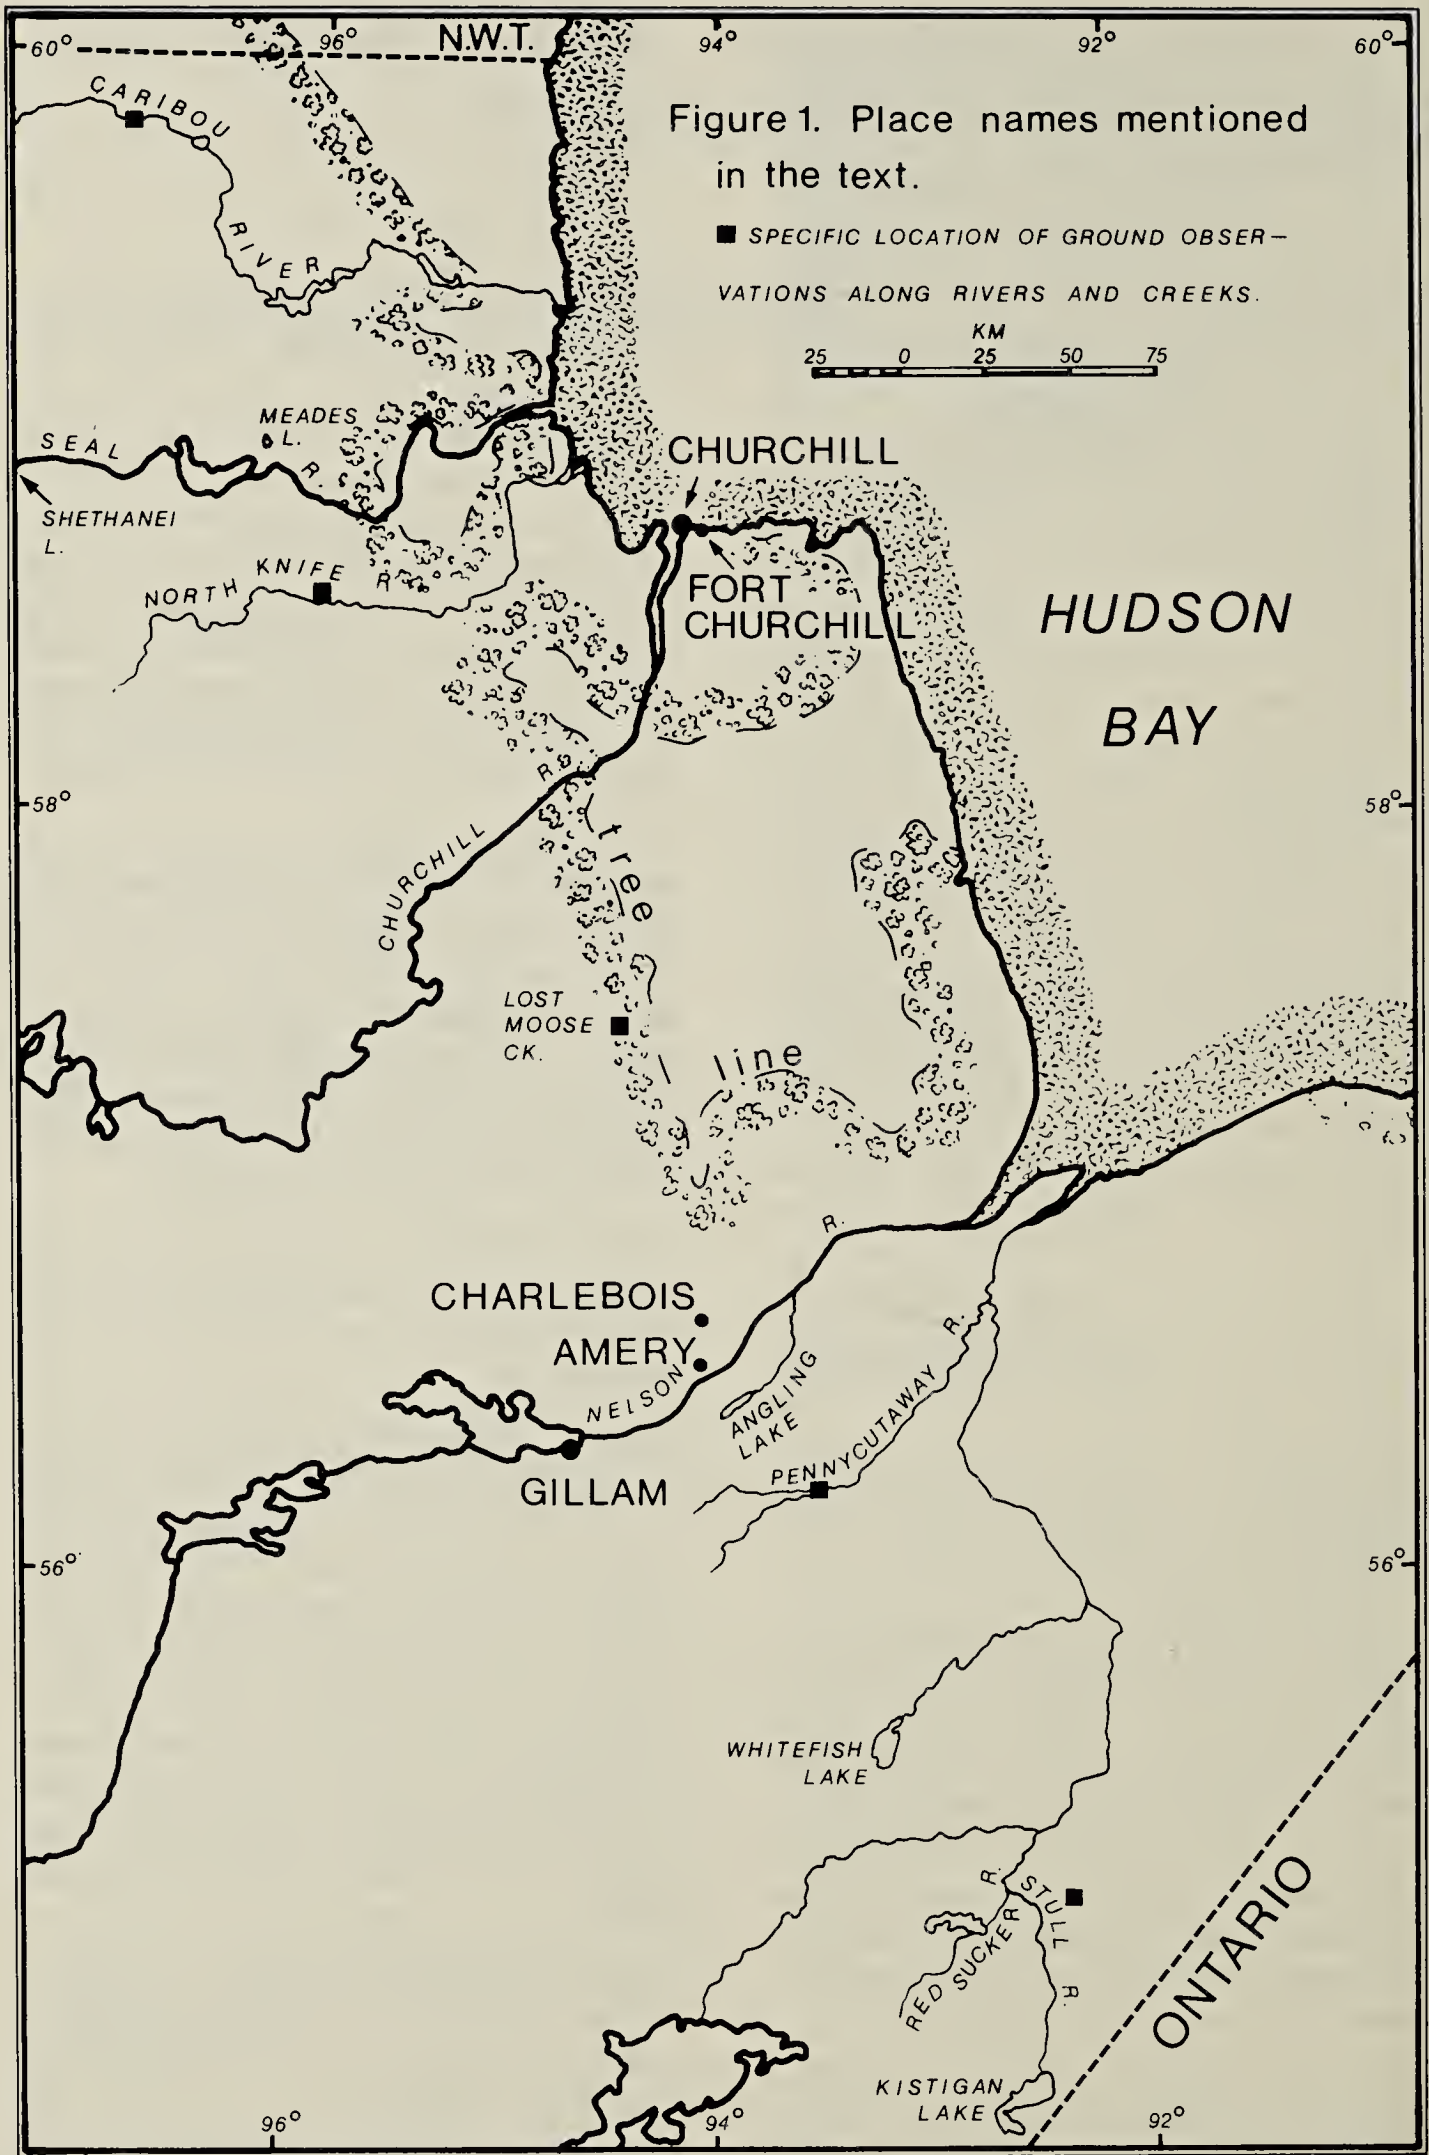 60° 96° N.W.T. 94° 92° 60°
CARIBOU
RIVER
Figure 1. Place names mentioned
in the text.
■ SPECIFIC LOCATION OF GROUND OBSER-
VATIONS ALONG RIVERS AND CREEKS.
KM
25 0 25 50 75
MEADES
L.
SEAL R.
SHETHANEI
L.
CHURCHILL
NORTH KNIFE R.
FORT
CHURCHILL
HUDSON
BAY
58° 58°
CHURCHILL R.
tree line
LOST
MOOSE
CK.
CHARLEBOIS
AMERY
NELSON R.
ANGLING
LAKE
PENNYCUTAWAY R.
GILLAM
56° 56°
WHITEFISH
LAKE
RED SUCKER R.
STULL R.
ONTARIO
KISTIGAN
LAKE
96° 94° 92°